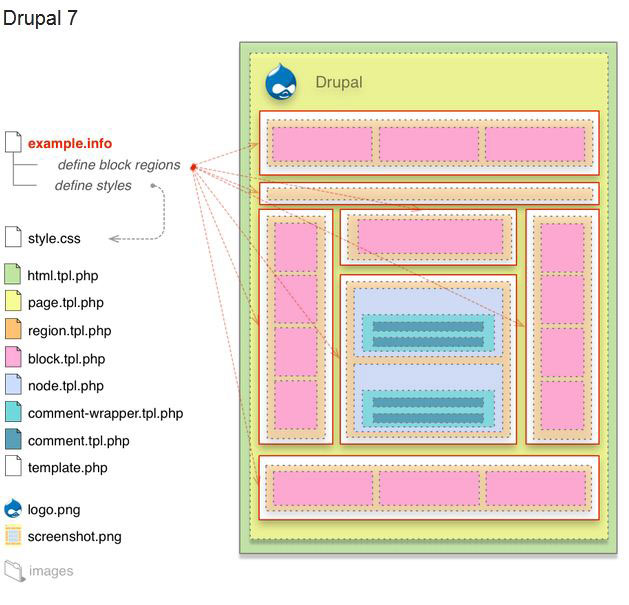 Drupal 7
Drupal
example.info
define block regions
define styles
style.css
html.tpl.php
page.tpl.php
region.tpl.php
block.tpl.php
node.tpl.php
comment-wrapper.tpl.php
comment.tpl.php
template.php
logo.png
screenshot.png
images